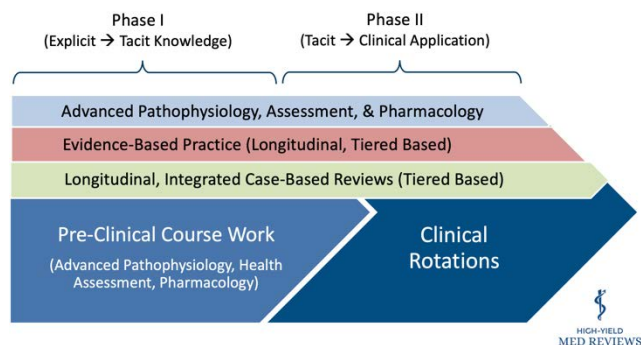 Phase I
(Explicit → Tacit Knowledge)
Phase II
(Tacit → Clinical Application)
Advanced Pathophysiology, Assessment, & Pharmacology
Evidence-Based Practice (Longitudinal, Tiered Based)
Longitudinal, Integrated Case-Based Reviews (Tiered Based)
Pre-Clinical Course Work
(Advanced Pathophysiology, Health
Assessment, Pharmacology)
Clinical
Rotations
HIGH-YIELD
MED REVIEWS